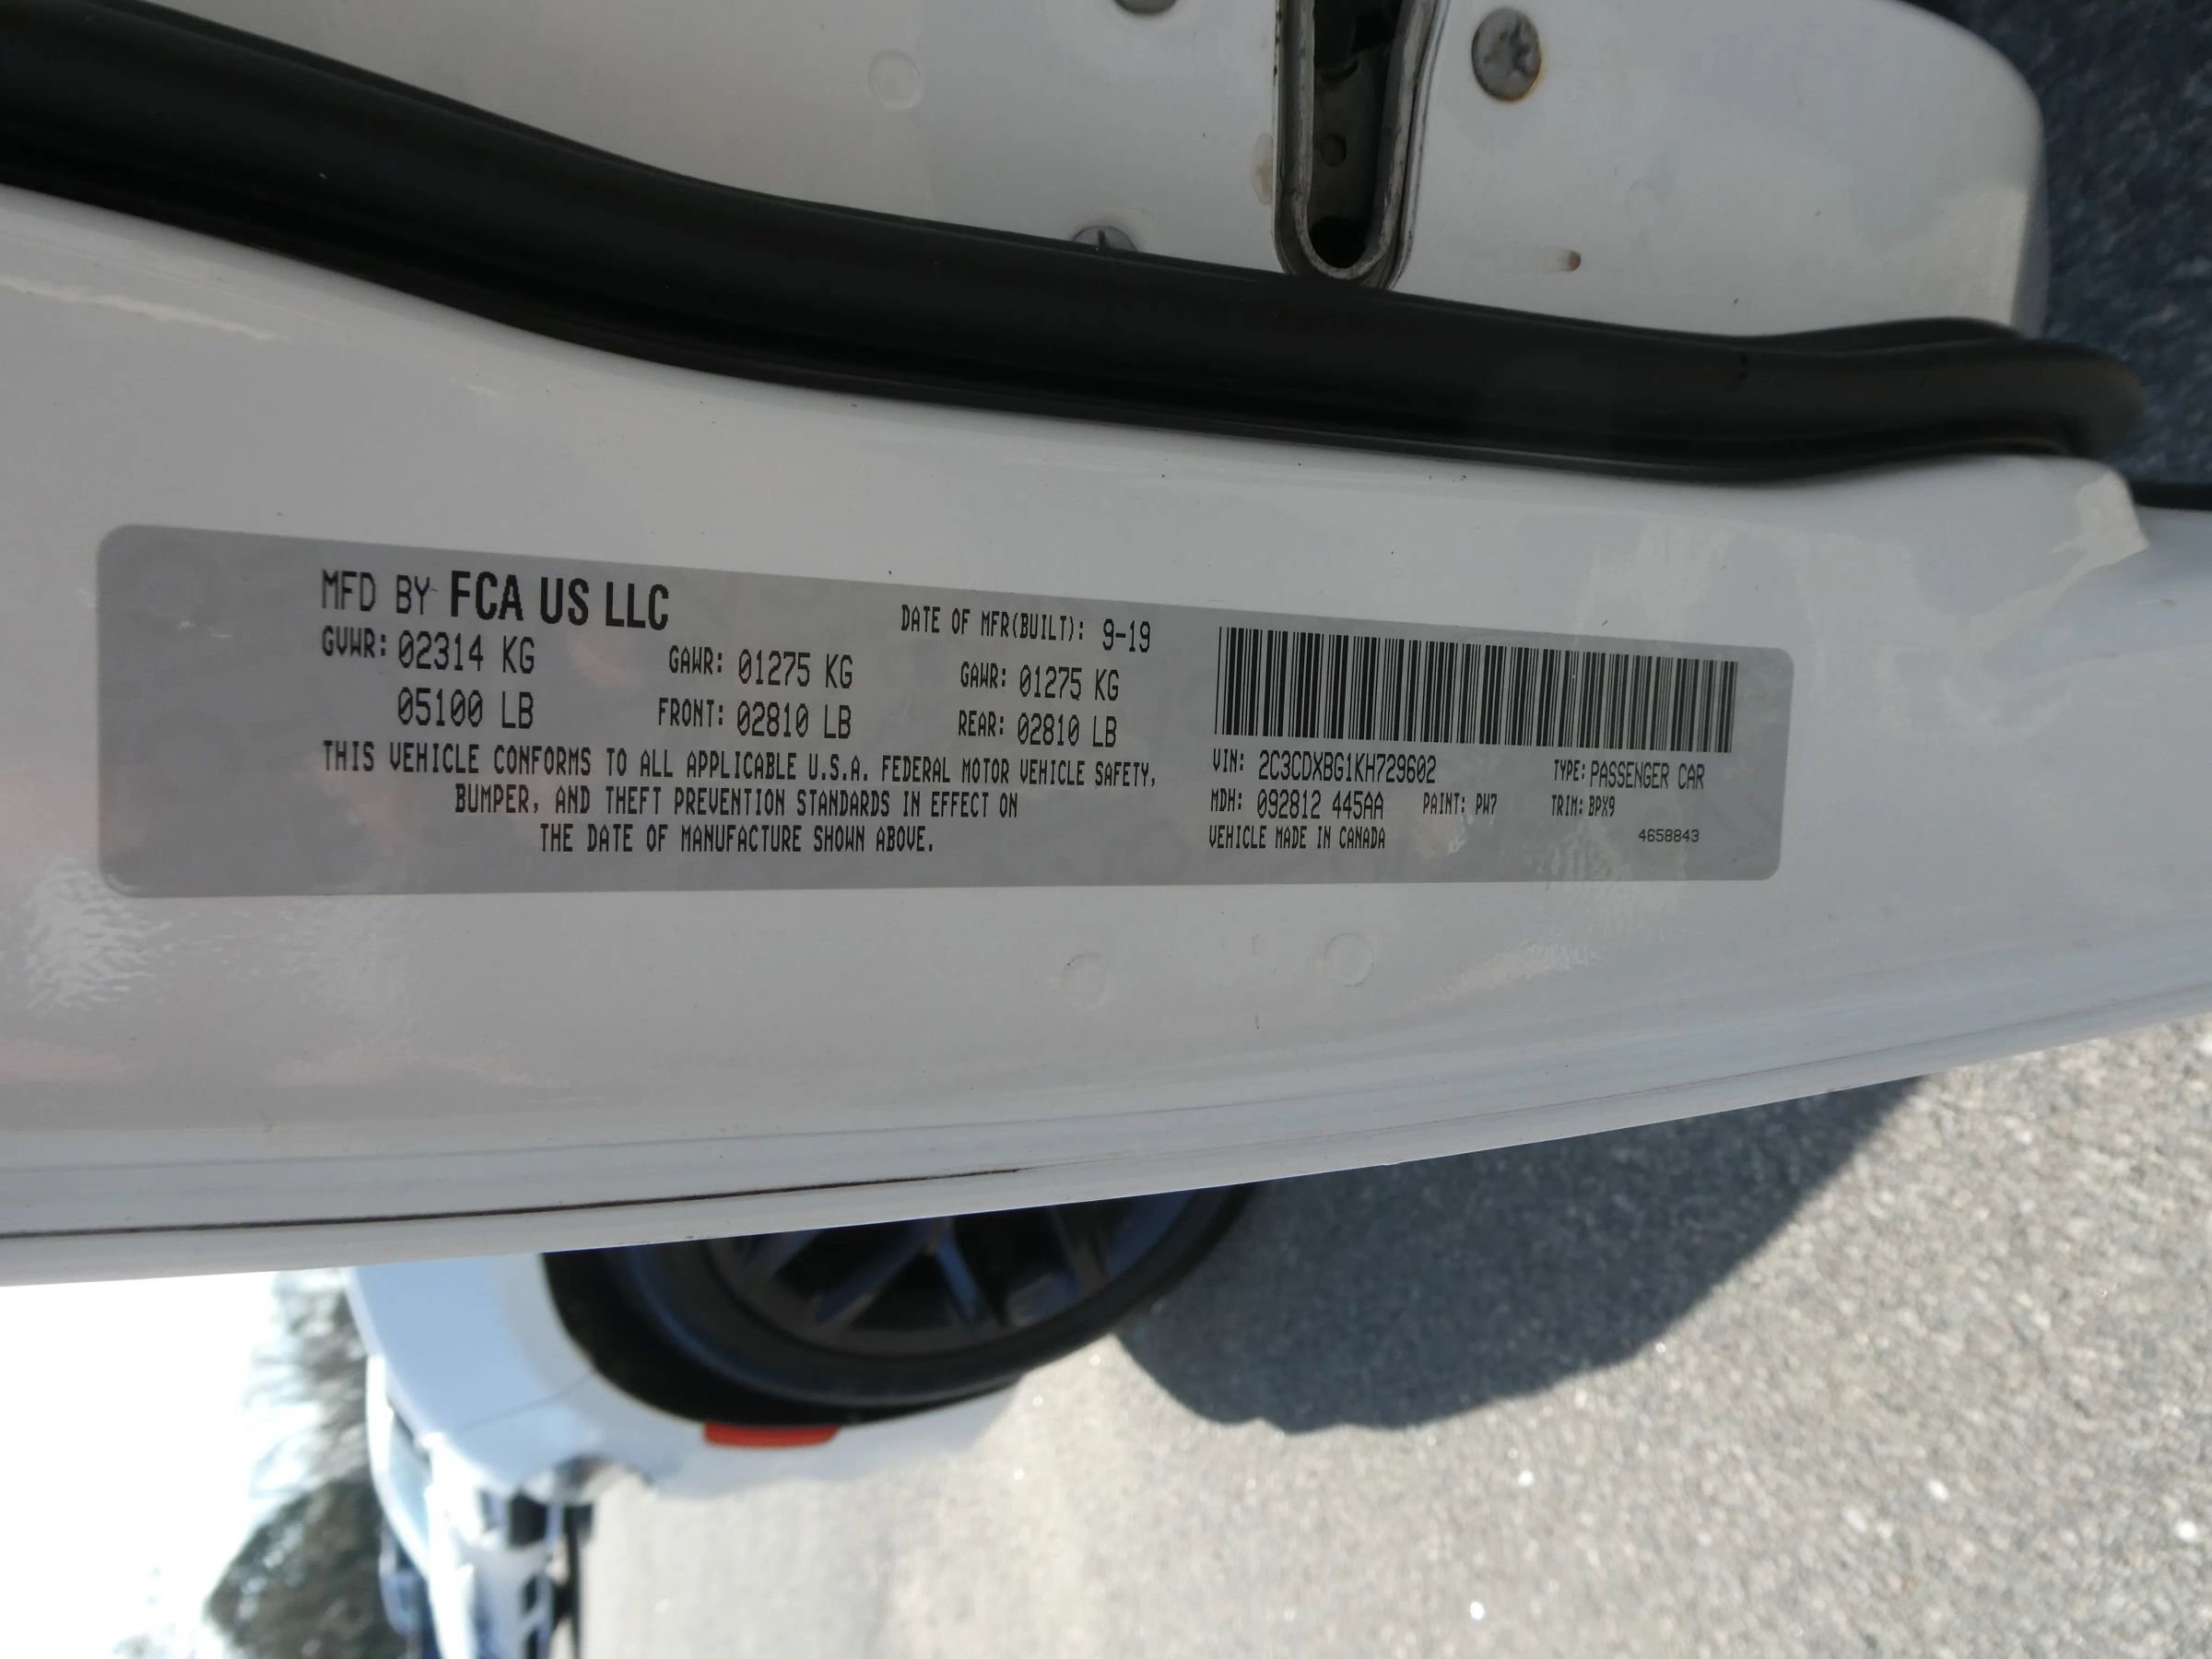 MFD BY FCA US LLC
DATE OF MFR(BUILT): 9-19
GVWR: 02314 KG GAWR: 01275 KG GAWR: 01275 KG
05100 LB FRONT: 02810 LB REAR: 02810 LB
THIS VEHICLE CONFORMS TO ALL APPLICABLE U.S.A. FEDERAL MOTOR VEHICLE SAFETY,
BUMPER, AND THEFT PREVENTION STANDARDS IN EFFECT ON
THE DATE OF MANUFACTURE SHOWN ABOVE.
VIN: 2C3CDXBG1KH729602 TYPE: PASSENGER CAR
MDH: 092812 445AA PAINT: PW7 TRIM: BPX9
VEHICLE MADE IN CANADA 4658843